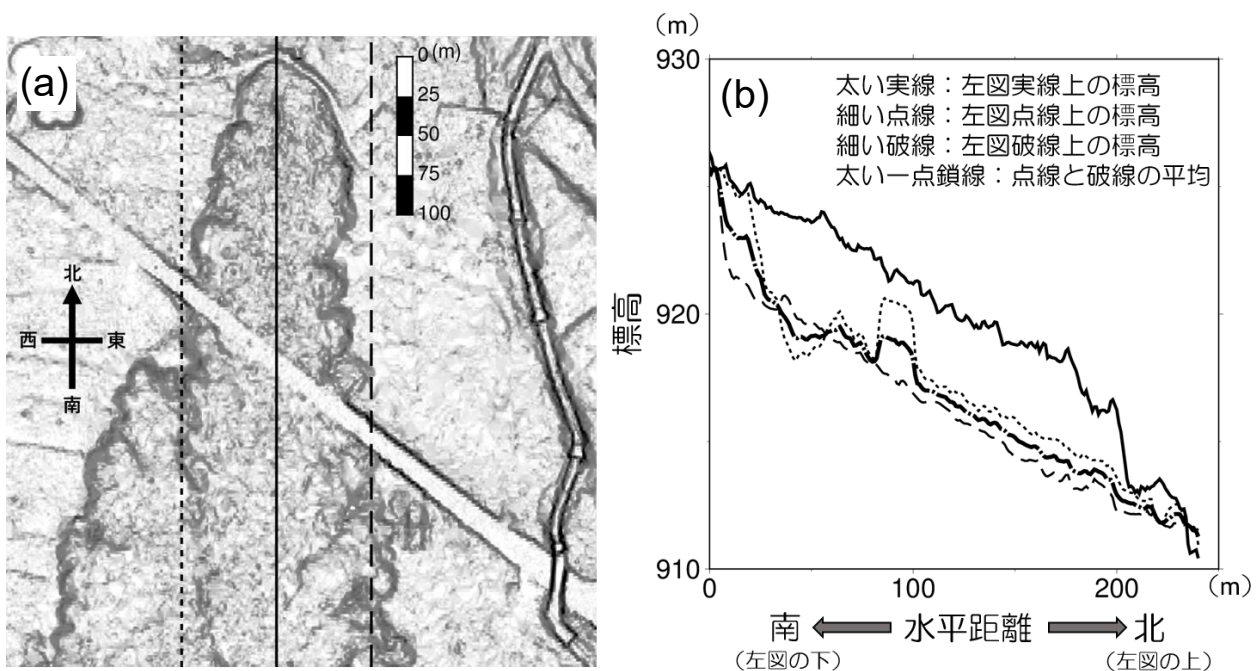 (a)
0 (m)
25
50
75
100
北
西 東
南
(m)
930
920
910
標高
(b)
太い実線：左図実線上の標高
細い点線：左図点線上の標高
細い破線：左図破線上の標高
太い一点鎖線：点線と破線の平均
0 100 200 (m)
南 水平距離 北
(左図の下) (左図の上)